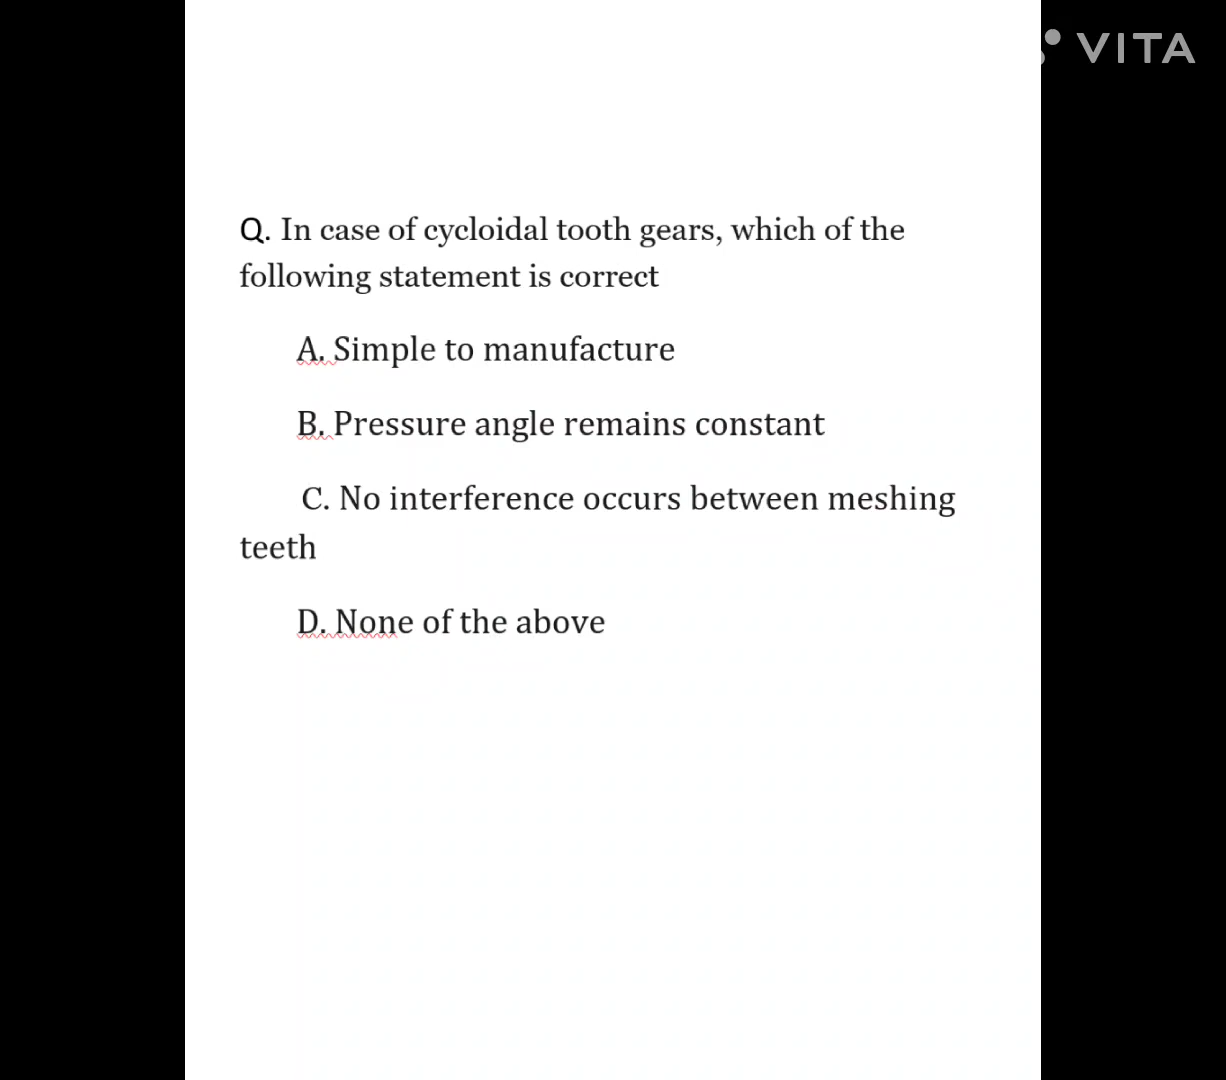 VITA
Q. In case of cycloidal tooth gears, which of the
following statement is correct
A. Simple to manufacture
B. Pressure angle remains constant
C. No interference occurs between meshing
teeth
D. None of the above